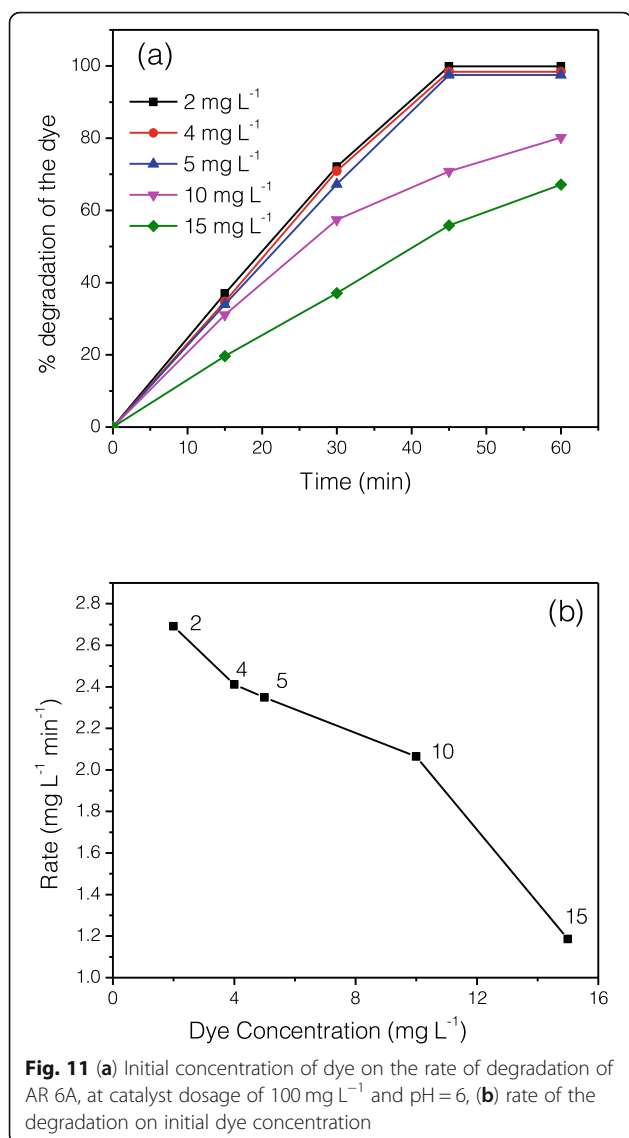 (a)
% degradation of the dye
100
80
60
40
20
0
2 mg L⁻¹
4 mg L⁻¹
5 mg L⁻¹
10 mg L⁻¹
15 mg L⁻¹
0 10 20 30 40 50 60
Time (min)
(b)
Rate (mg L⁻¹ min⁻¹)
2.8
2.6
2.4
2.2
2.0
1.8
1.6
1.4
1.2
1.0
2
4
5
10
15
0 4 8 12 16
Dye Concentration (mg L⁻¹)
Fig. 11 (a) Initial concentration of dye on the rate of degradation of
AR 6A, at catalyst dosage of 100 mg L⁻¹ and pH = 6, (b) rate of the
degradation on initial dye concentration